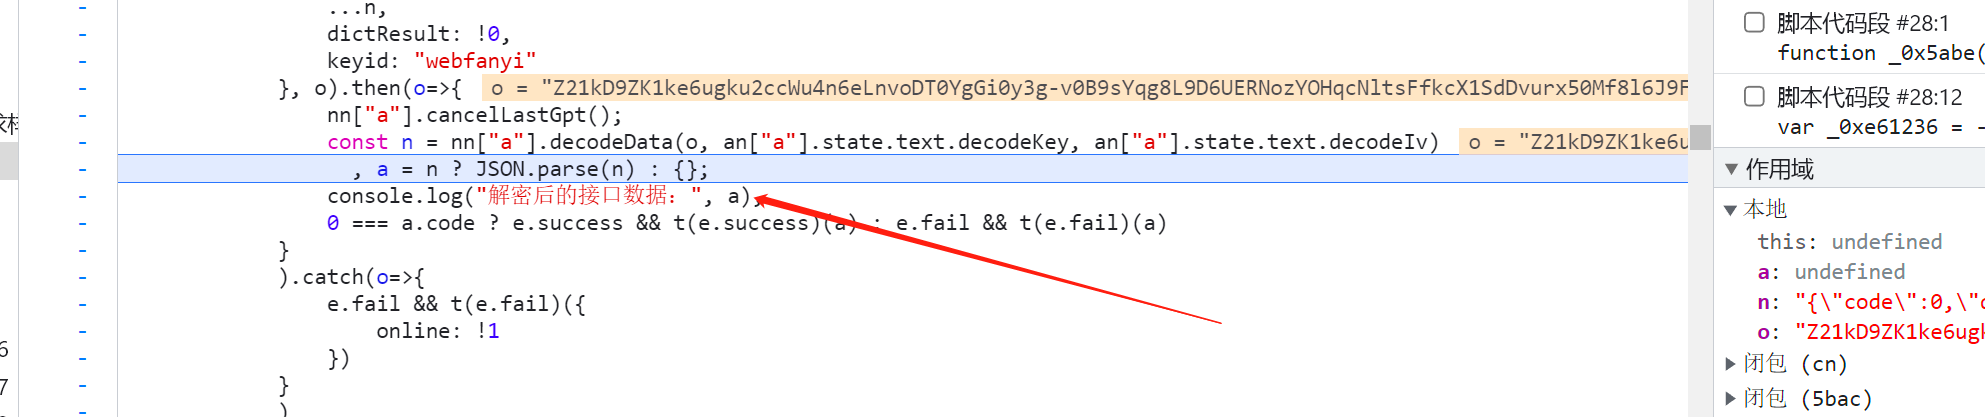 ...n,
dictResult: !0,
keyid: "webfanyi"
}, o).then(o=>{ o = "Z21kD9ZK1ke6ugku2ccWu4n6eLnvoDT0YgGi0y3g-v0B9sYqg8L9D6UERNozYOHqcNltsFfkcX1SdDvurx50Mf8l6J9F
nn["a"].cancelLastGpt();
const n = nn["a"].decodeData(o, an["a"].state.text.decodeKey, an["a"].state.text.decodeIv) o = "Z21kD9ZK1ke6u
, a = n ? JSON.parse(n) : {};
console.log("解密后的接口数据：", a),
0 === a.code ? e.success && t(e.success)(a) : e.fail && t(e.fail)(a)
}
).catch(o=>{
e.fail && t(e.fail)({
online: !1
})
}
)
6
7
脚本代码段 #28:1
function _0x5abe(
脚本代码段 #28:12
var _0xe61236 = -
作用域
本地
this: undefined
a: undefined
n: "{\"code\":0,\"d
o: "Z21kD9ZK1ke6ugk
闭包 (cn)
闭包 (5bac)